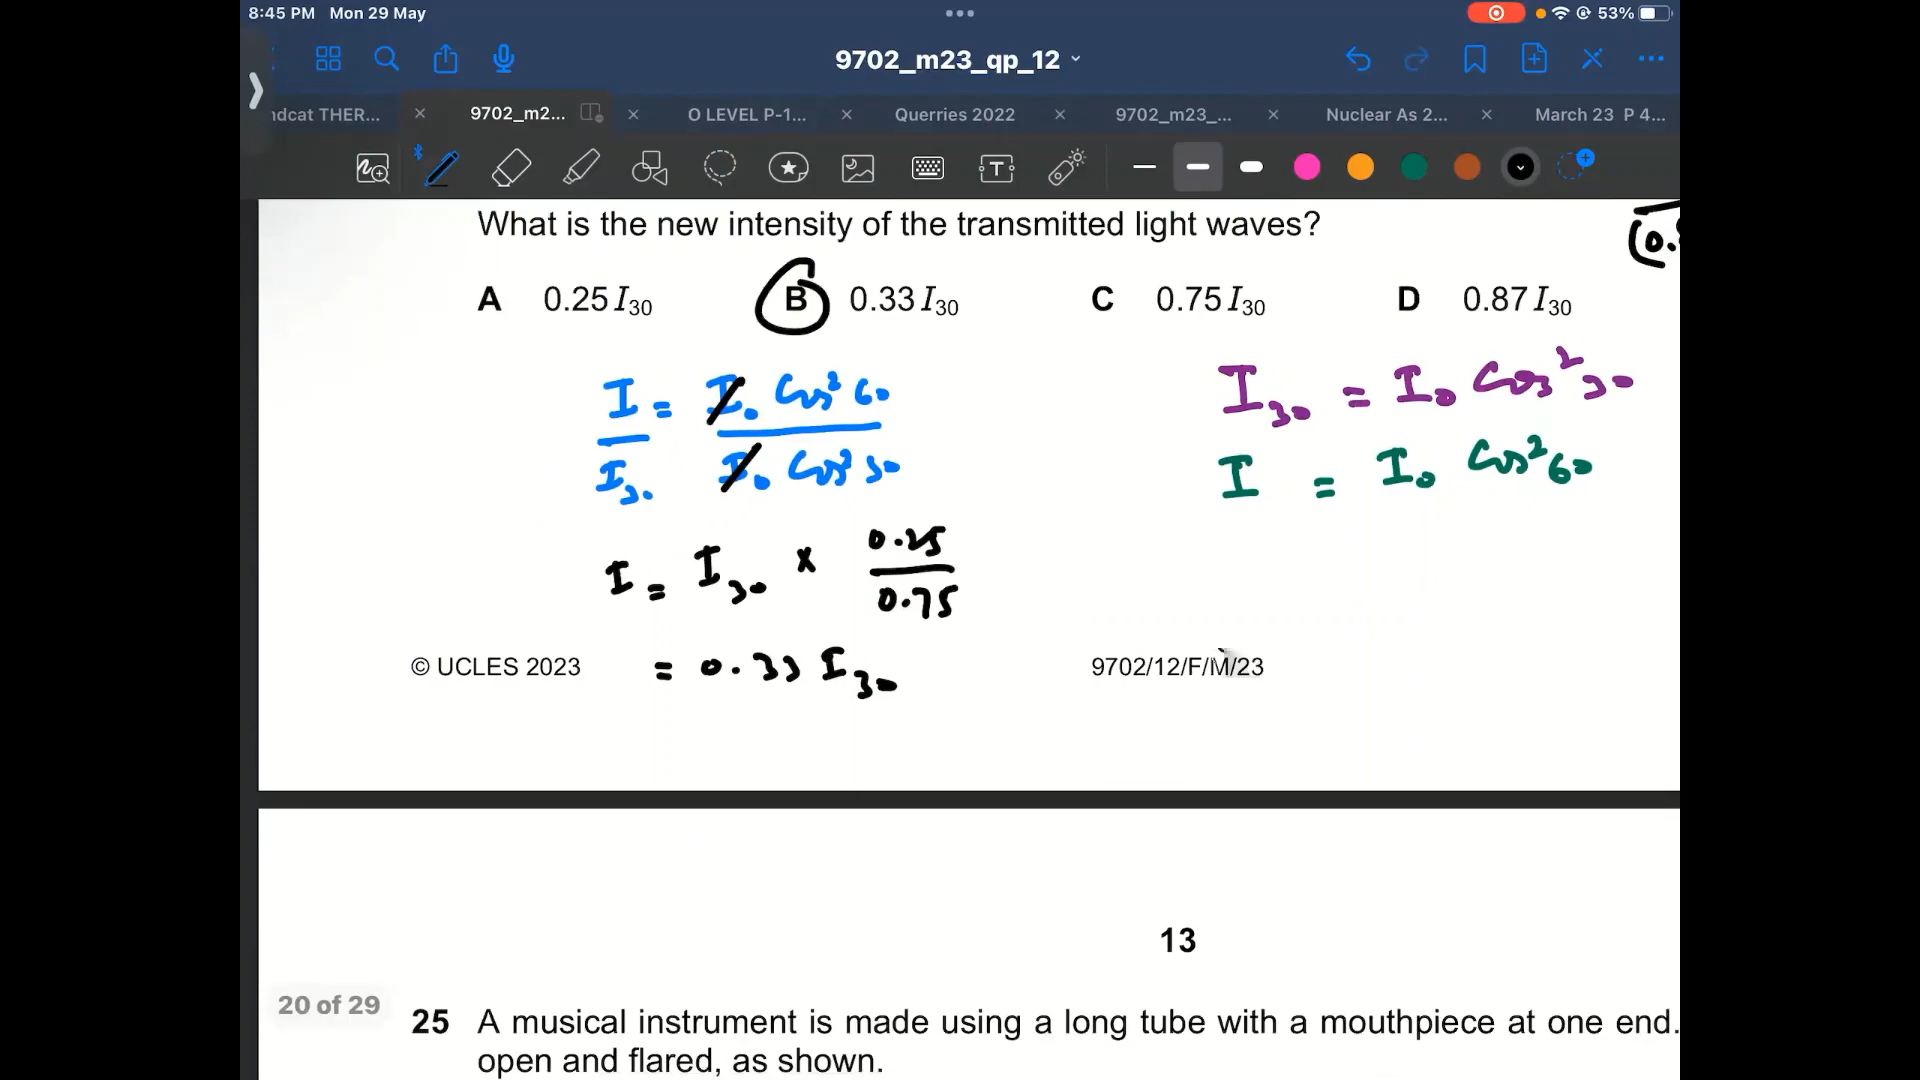 8:45 PM Mon 29 May
53%
9702_m23_qp_12
ndcat THER...
9702_m2...
O LEVEL P-1...
Querries 2022
9702_m23_...
Nuclear As 2...
March 23 P 4...
What is the new intensity of the transmitted light waves?
(0.
A 0.25 I30 B 0.33 I30 C 0.75 I30 D 0.87 I30
I/I30 = I0 Cos² 60 / I0 Cos² 30
I30 = I0 Cos² 30
I = I0 Cos² 60
I = I30 × 0.25/0.75
= 0.33 I30
© UCLES 2023
9702/12/F/M/23
13
20 of 29
25 A musical instrument is made using a long tube with a mouthpiece at one end.
open and flared, as shown.